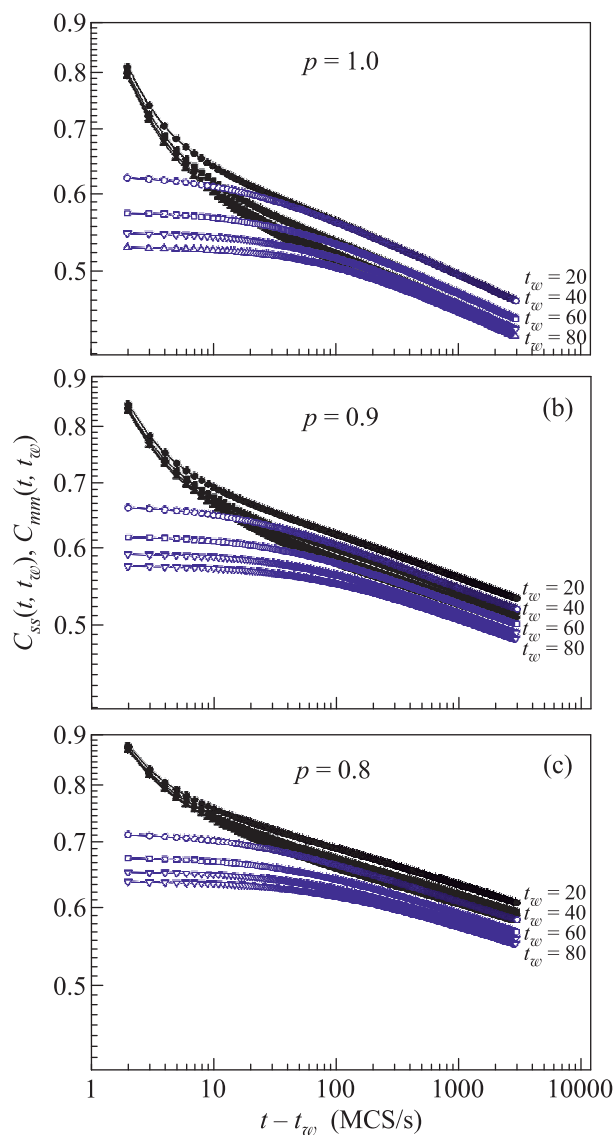 0.9
p = 1.0
0.8
0.7
0.6
0.5
t_w = 20
t_w = 40
t_w = 60
t_w = 80
0.9
(b)
p = 0.9
0.8
0.7
0.6
0.5
t_w = 20
t_w = 40
t_w = 60
t_w = 80
C_ss(t, t_w), C_mm(t, t_w)
0.9
(c)
p = 0.8
0.8
0.7
0.6
0.5
t_w = 20
t_w = 40
t_w = 60
t_w = 80
1 10 100 1000 10000
t – t_w (MCS/s)